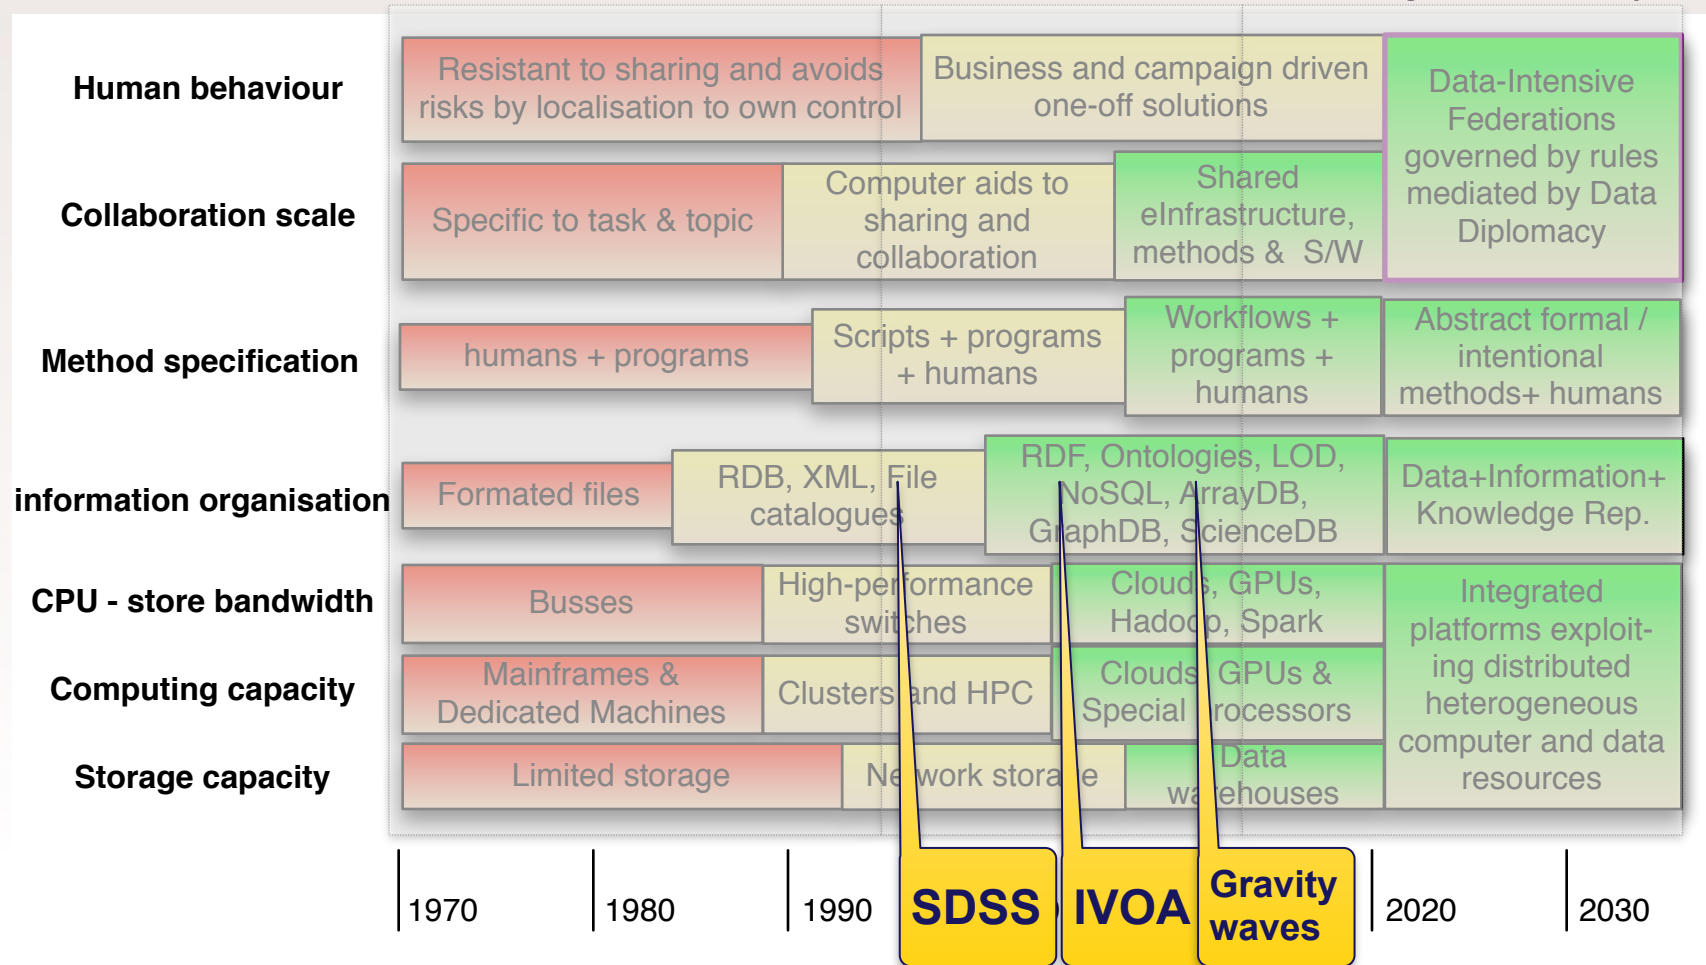 Human behaviour
Resistant to sharing and avoids
risks by localisation to own control
Business and campaign driven
one-off solutions
Data-Intensive
Federations
governed by rules
mediated by Data
Diplomacy
Collaboration scale
Specific to task & topic
Computer aids to
sharing and
collaboration
Shared
eInfrastructure,
methods & S/W
Method specification
humans + programs
Scripts + programs
+ humans
Workflows +
programs +
humans
Abstract formal /
intentional
methods+ humans
information organisation
Formated files
RDB, XML, File
catalogues
RDF, Ontologies, LOD,
NoSQL, ArrayDB,
GraphDB, ScienceDB
Data+Information+
Knowledge Rep.
CPU - store bandwidth
Busses
High-performance
switches
Clouds, GPUs,
Hadoop, Spark
Integrated
platforms exploit-
ing distributed
heterogeneous
computer and data
resources
Computing capacity
Mainframes &
Dedicated Machines
Clusters and HPC
Clouds, GPUs &
Special Processors
Storage capacity
Limited storage
Network storage
Data
warehouses
1970
1980
1990
SDSS
IVOA
Gravity
waves
2020
2030